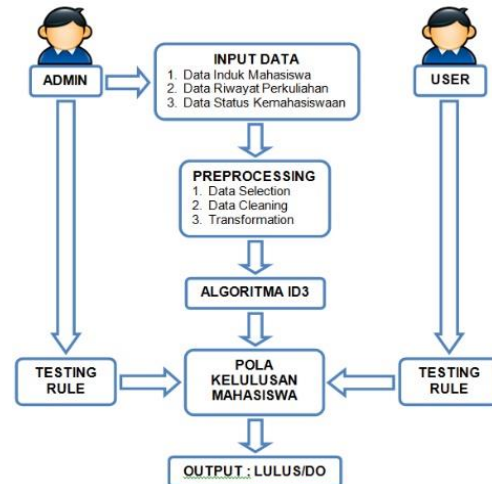 ADMIN
INPUT DATA
1. Data Induk Mahasiswa
2. Data Riwayat Perkuliahan
3. Data Status Kemahasiswaan
USER
PREPROCESSING
1. Data Selection
2. Data Cleaning
3. Transformation
ALGORITMA ID3
TESTING
RULE
POLA
KELULUSAN
MAHASISWA
TESTING
RULE
OUTPUT : LULUS/DO